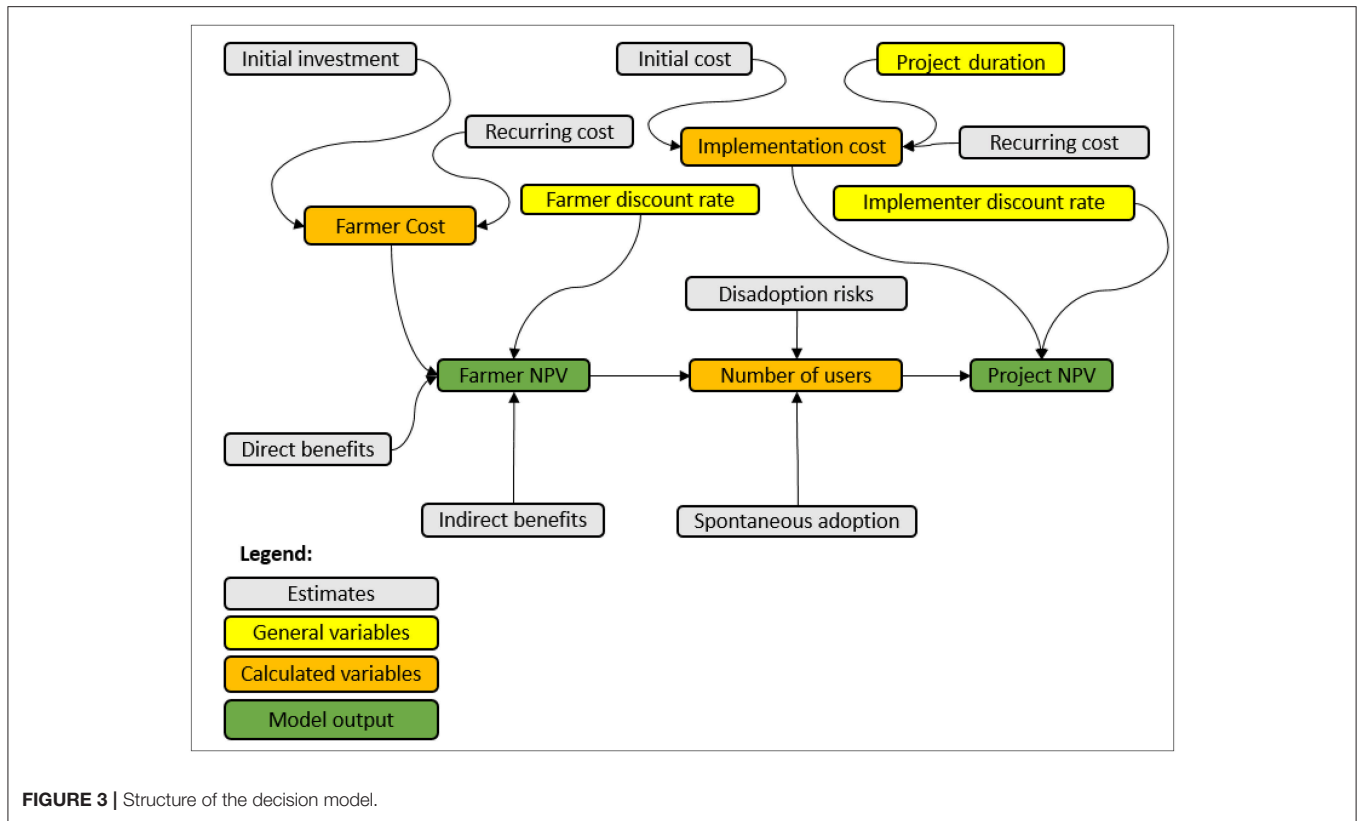 Initial investment
Initial cost
Project duration
Recurring cost
Implementation cost
Recurring cost
Farmer discount rate
Implementer discount rate
Farmer Cost
Disadoption risks
Farmer NPV
Number of users
Project NPV
Direct benefits
Indirect benefits
Spontaneous adoption
Legend:
Estimates
General variables
Calculated variables
Model output
FIGURE 3 | Structure of the decision model.